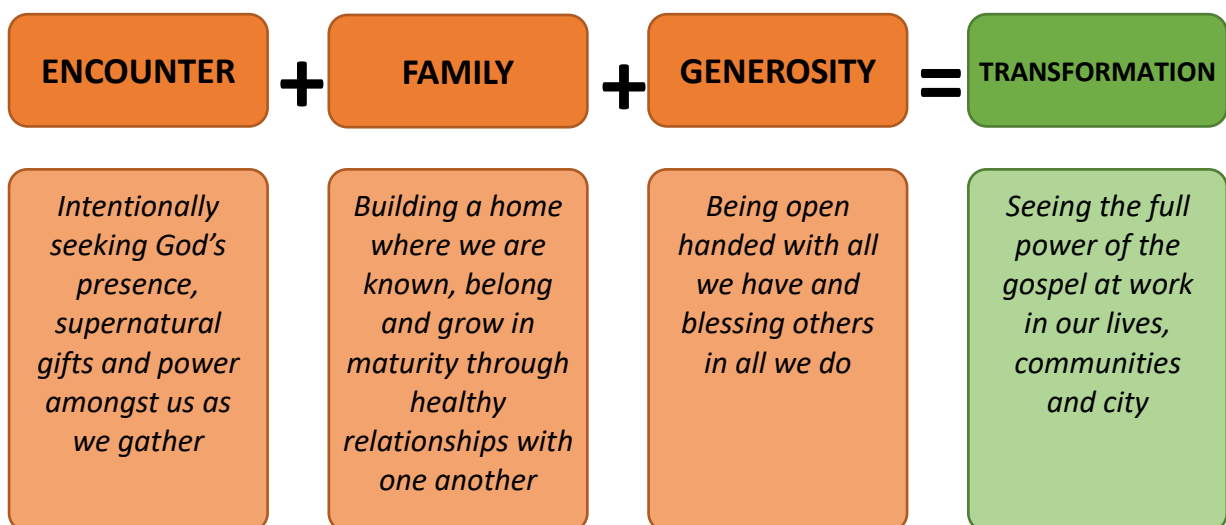 ENCOUNTER + FAMILY + GENEROSITY = TRANSFORMATION
Intentionally
seeking God’s
presence,
supernatural
gifts and power
amongst us as
we gather
Building a home
where we are
known, belong
and grow in
maturity through
healthy
relationships with
one another
Being open
handed with all
we have and
blessing others
in all we do
Seeing the full
power of the
gospel at work
in our lives,
communities
and city